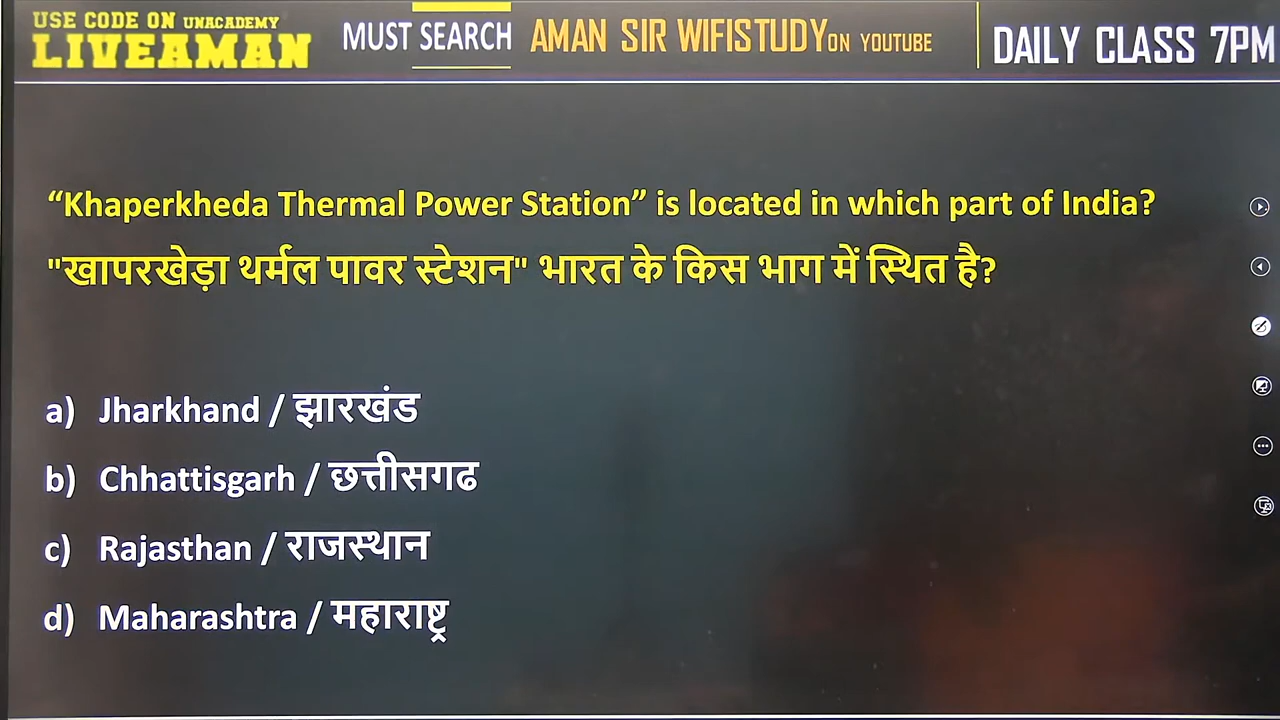 USE CODE ON UNACADEMY
LIVEAMAN
MUST SEARCH
AMAN SIR WIFISTUDY ON YOUTUBE
DAILY CLASS 7PM
“Khaperkheda Thermal Power Station” is located in which part of India?
"खापरखेड़ा थर्मल पावर स्टेशन" भारत के किस भाग में स्थित है?
a) Jharkhand / झारखंड
b) Chhattisgarh / छत्तीसगढ
c) Rajasthan / राजस्थान
d) Maharashtra / महाराष्ट्र